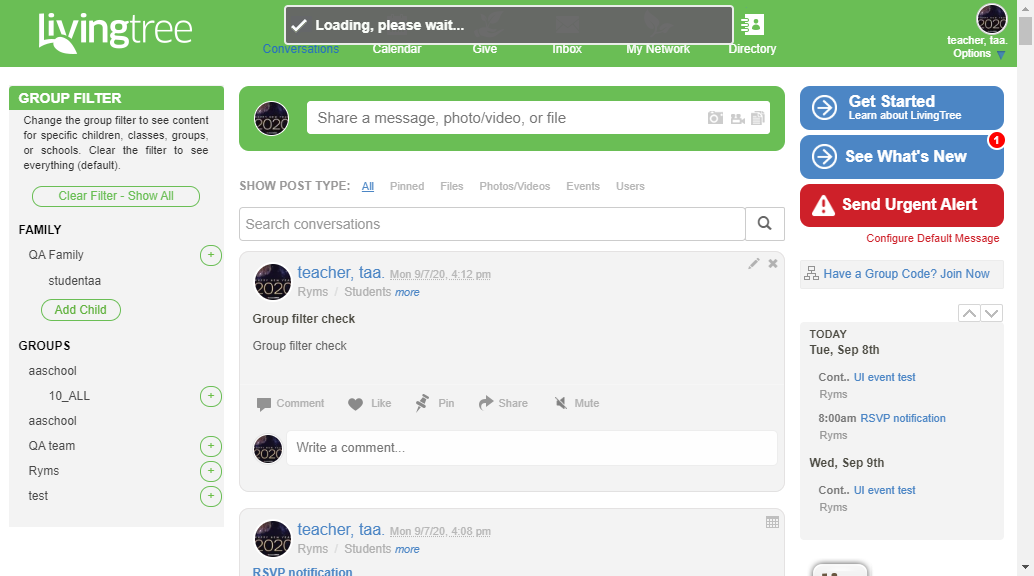 livingtree
Loading, please wait...
Conversations
Calendar
Give
Inbox
My Network
Directory
teacher, taa.
Options
GROUP FILTER
Change the group filter to see content
for specific children, classes, groups,
or schools. Clear the filter to see
everything (default).
Clear Filter - Show All
FAMILY
QA Family
+
studentaa
Add Child
GROUPS
aaschool
10_ALL
+
aaschool
QA team
+
Ryms
+
test
+
2020
Share a message, photo/video, or file
SHOW POST TYPE: All Pinned Files Photos/Videos Events Users
Search conversations
2020
teacher, taa. Mon 9/7/20, 4:12 pm
Ryms / Students more
Group filter check
Group filter check
Comment Like Pin Share Mute
2020
Write a comment...
2020
teacher, taa. Mon 9/7/20, 4:08 pm
Ryms / Students more
RSVP notification
Get Started
Learn about LivingTree
1
See What's New
Send Urgent Alert
Configure Default Message
Have a Group Code? Join Now
TODAY
Tue, Sep 8th
Cont.. UI event test
Ryms
8:00am RSVP notification
Ryms
Wed, Sep 9th
Cont.. UI event test
Ryms